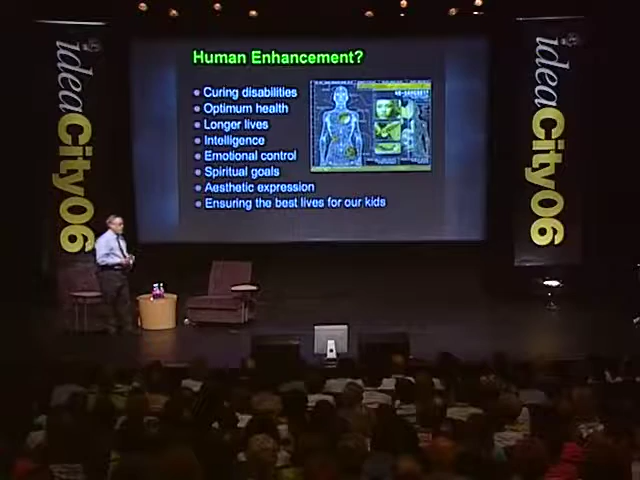 ideaCity06
Human Enhancement?
Curing disabilities
Optimum health
Longer lives
Intelligence
Emotional control
Spiritual goals
Aesthetic expression
Ensuring the best lives for our kids
ideaCity06